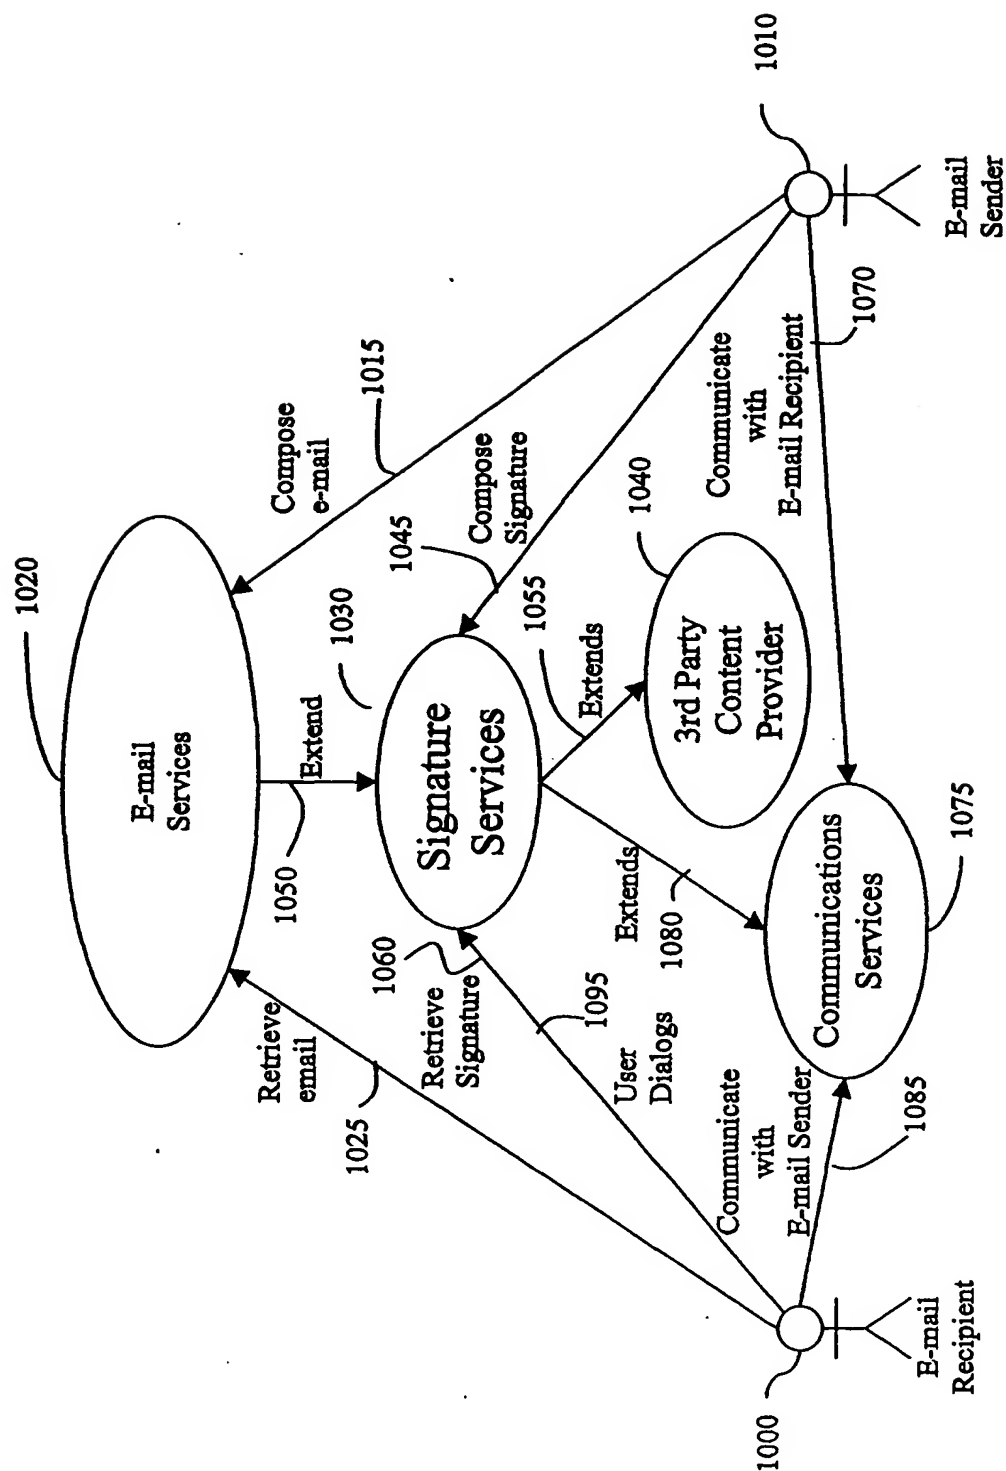 1020
E-mail
Services
Retrieve
email
1025
1050
Extend
Compose
e-mail
1015
1030
1060
Retrieve
Signature
Signature
Services
1045
Compose
Signature
1095
User
Dialogs
Extends
1080
1055
Extends
3rd Party
Content
Provider
1040
Communicate
with
E-mail Recipient
1070
1010
E-mail
Sender
Communicate
with
E-mail Sender
1085
Communications
Services
1075
1000
E-mail
Recipient